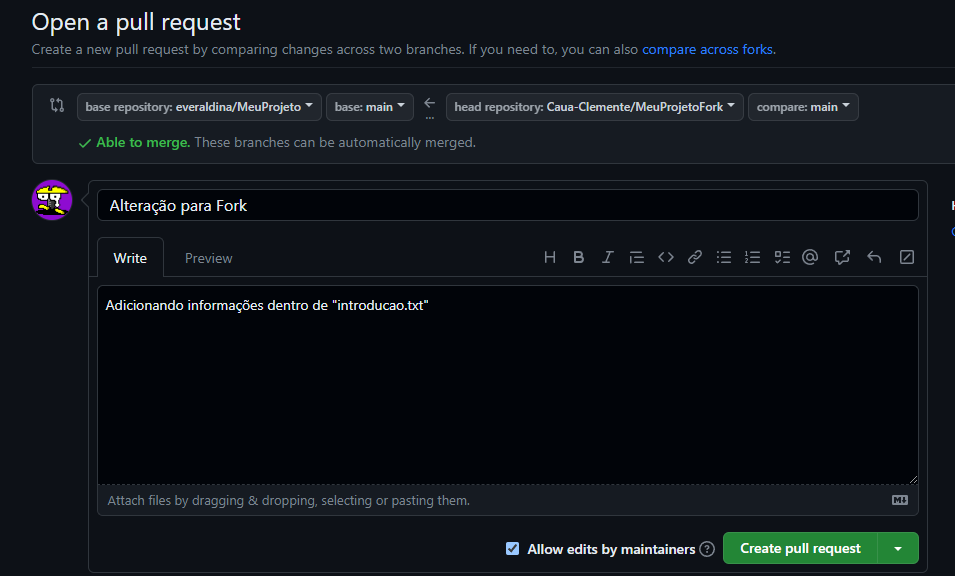 Open a pull request
Create a new pull request by comparing changes across two branches. If you need to, you can also compare across forks.
base repository: everaldina/MeuProjeto base: main ... head repository: Caua-Clemente/MeuProjetoFork compare: main
Able to merge. These branches can be automatically merged.
Alteração para Fork
Write Preview
Adicionando informações dentro de "introducao.txt"
Attach files by dragging & dropping, selecting or pasting them.
Allow edits by maintainers ? Create pull request